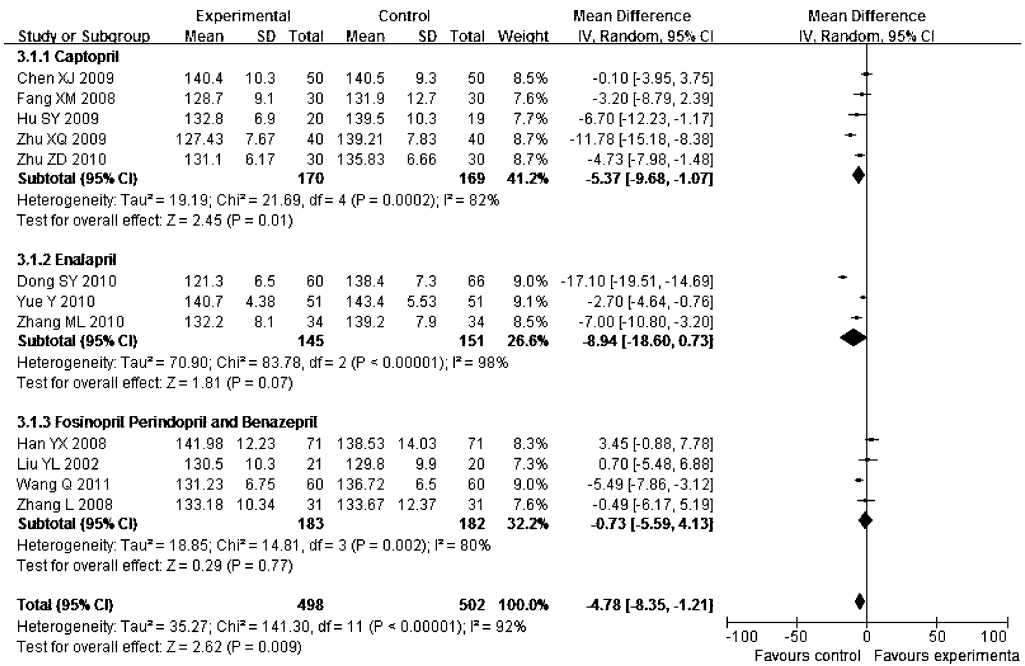 Experimental Control Mean Difference Mean Difference
Study or Subgroup Mean SD Total Mean SD Total Weight IV, Random, 95% CI IV, Random, 95% CI
3.1.1 Captopril
Chen XJ 2009 140.4 10.3 50 140.5 9.3 50 8.5% -0.10 [-3.95, 3.75]
Fang XM 2008 128.7 9.1 30 131.9 12.7 30 7.6% -3.20 [-8.79, 2.39]
Hu SY 2009 132.8 6.9 20 139.5 10.3 19 7.7% -6.70 [-12.23, -1.17]
Zhu XQ 2009 127.43 7.67 40 139.21 7.83 40 8.7% -11.78 [-15.18, -8.38]
Zhu ZD 2010 131.1 6.17 30 135.83 6.66 30 8.7% -4.73 [-7.98, -1.48]
Subtotal (95% CI) 170 169 41.2% -5.37 [-9.68, -1.07]
Heterogeneity: Tau² = 19.19; Chi² = 21.69, df = 4 (P = 0.0002); I² = 82%
Test for overall effect: Z = 2.45 (P = 0.01)
3.1.2 Enalapril
Dong SY 2010 121.3 6.5 60 138.4 7.3 66 9.0% -17.10 [-19.51, -14.69]
Yue Y 2010 140.7 4.38 51 143.4 5.53 51 9.1% -2.70 [-4.64, -0.76]
Zhang ML 2010 132.2 8.1 34 139.2 7.9 34 8.5% -7.00 [-10.80, -3.20]
Subtotal (95% CI) 145 151 26.6% -8.94 [-18.60, 0.73]
Heterogeneity: Tau² = 70.90; Chi² = 83.78, df = 2 (P < 0.00001); I² = 98%
Test for overall effect: Z = 1.81 (P = 0.07)
3.1.3 Fosinopril Perindopril and Benazepril
Han YX 2008 141.98 12.23 71 138.53 14.03 71 8.3% 3.45 [-0.88, 7.78]
Liu YL 2002 130.5 10.3 21 129.8 9.9 20 7.3% 0.70 [-5.48, 6.88]
Wang Q 2011 131.23 6.75 60 136.72 6.5 60 9.0% -5.49 [-7.86, -3.12]
Zhang L 2008 133.18 10.34 31 133.67 12.37 31 7.6% -0.49 [-6.17, 5.19]
Subtotal (95% CI) 183 182 32.2% -0.73 [-5.59, 4.13]
Heterogeneity: Tau² = 18.85; Chi² = 14.81, df = 3 (P = 0.002); I² = 80%
Test for overall effect: Z = 0.29 (P = 0.77)
Total (95% CI) 498 502 100.0% -4.78 [-8.35, -1.21]
Heterogeneity: Tau² = 35.27; Chi² = 141.30, df = 11 (P < 0.00001); I² = 92%
Test for overall effect: Z = 2.62 (P = 0.009)
-100 -50 0 50 100
Favours control Favours experimenta